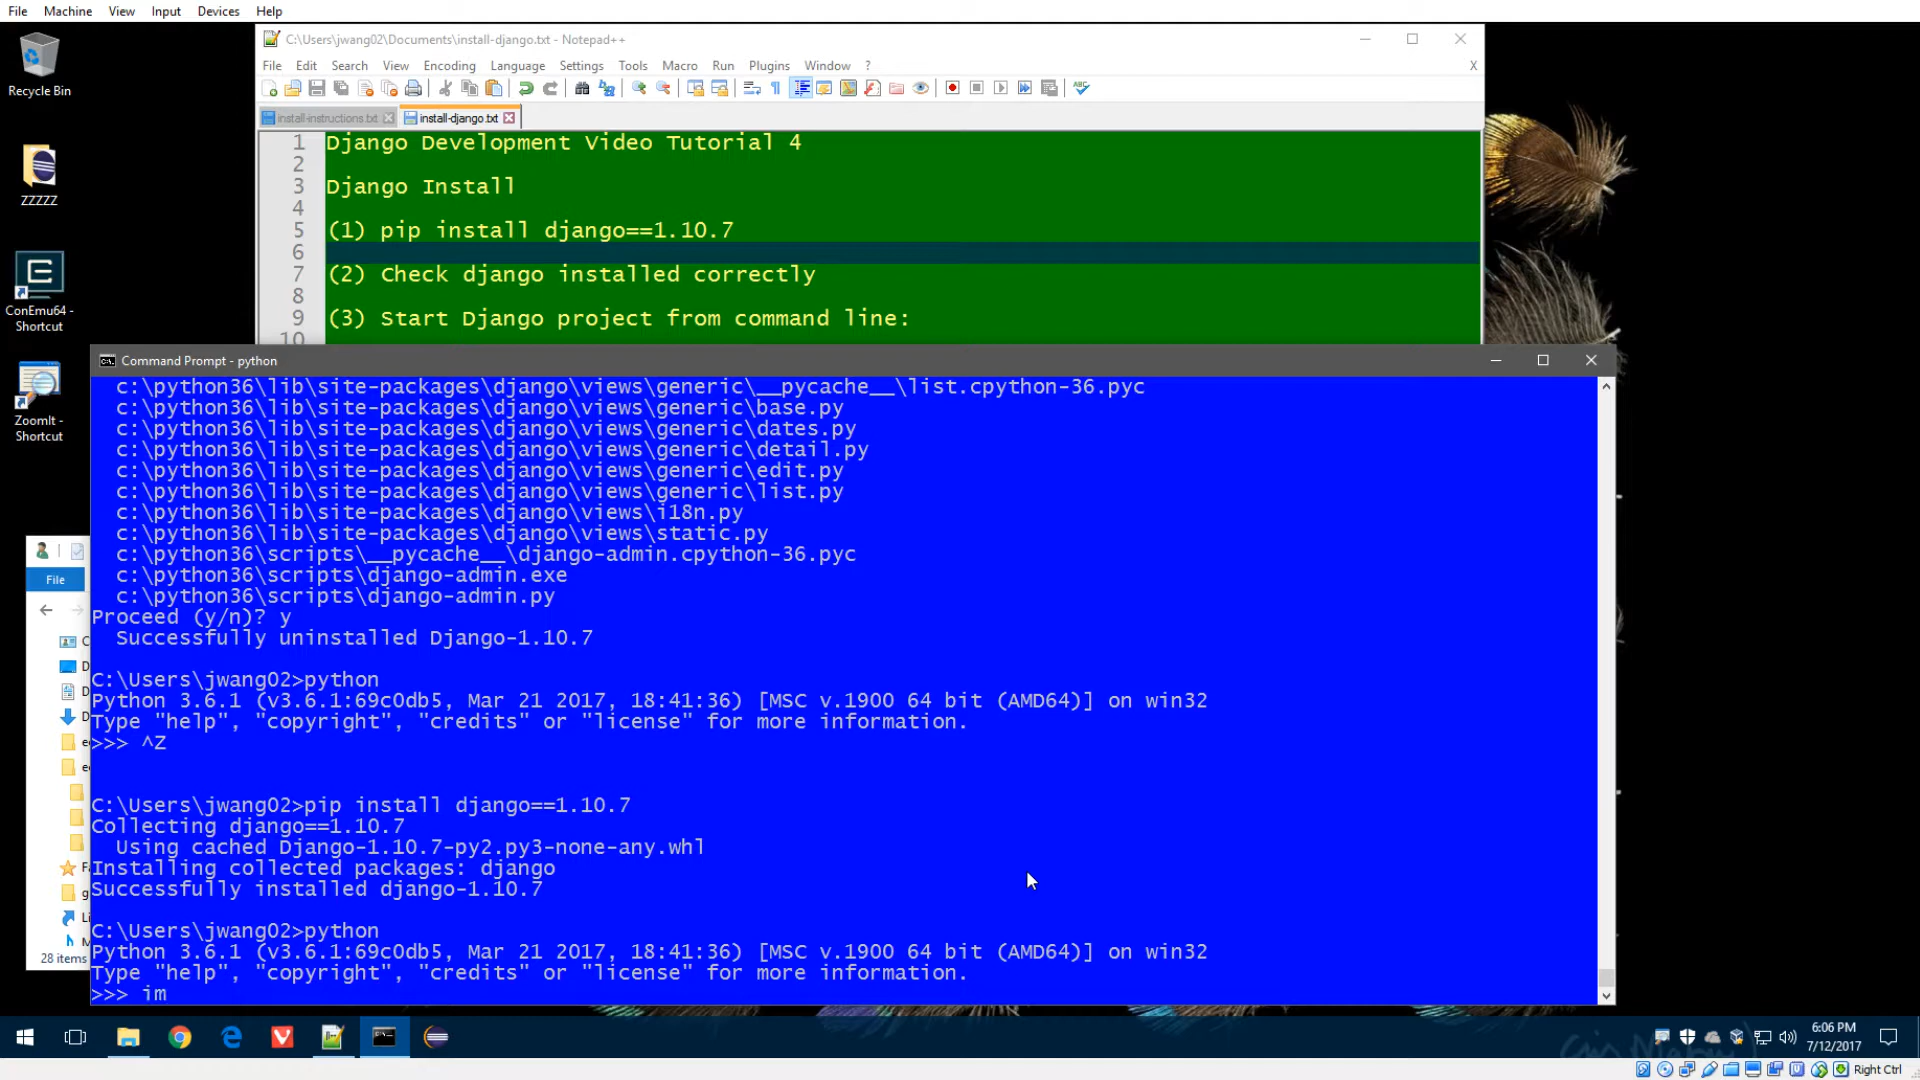 File Machine View Input Devices Help
Recycle Bin
ZZZZZ
ConEmu64 -
Shortcut
ZoomIt -
Shortcut
C:\Users\jwang02\Documents\install-django.txt - Notepad++
File Edit Search View Encoding Language Settings Tools Macro Run Plugins Window ? X
install-instructions.txt install-django.txt
1 Django Development Video Tutorial 4
2
3 Django Install
4
5 (1) pip install django==1.10.7
6
7 (2) Check django installed correctly
8
9 (3) Start Django project from command line:
10
Command Prompt - python
c:\python36\lib\site-packages\django\views\generic\__pycache__\list.cpython-36.pyc
c:\python36\lib\site-packages\django\views\generic\base.py
c:\python36\lib\site-packages\django\views\generic\dates.py
c:\python36\lib\site-packages\django\views\generic\detail.py
c:\python36\lib\site-packages\django\views\generic\edit.py
c:\python36\lib\site-packages\django\views\generic\list.py
c:\python36\lib\site-packages\django\views\i18n.py
c:\python36\lib\site-packages\django\views\static.py
c:\python36\scripts\__pycache__\django-admin.cpython-36.pyc
c:\python36\scripts\django-admin.exe
c:\python36\scripts\django-admin.py
Proceed (y/n)? y
Successfully uninstalled Django-1.10.7
C:\Users\jwang02>python
Python 3.6.1 (v3.6.1:69c0db5, Mar 21 2017, 18:41:36) [MSC v.1900 64 bit (AMD64)] on win32
Type "help", "copyright", "credits" or "license" for more information.
>>> ^Z
C:\Users\jwang02>pip install django==1.10.7
Collecting django==1.10.7
Using cached Django-1.10.7-py2.py3-none-any.whl
Installing collected packages: django
Successfully installed django-1.10.7
C:\Users\jwang02>python
Python 3.6.1 (v3.6.1:69c0db5, Mar 21 2017, 18:41:36) [MSC v.1900 64 bit (AMD64)] on win32
Type "help", "copyright", "credits" or "license" for more information.
>>> im
File
28 items
6:06 PM
7/12/2017
Right Ctrl